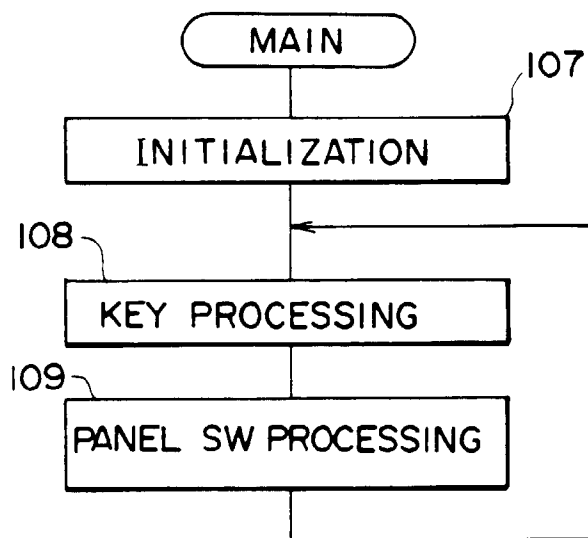 MAIN
107
INITIALIZATION
108
KEY PROCESSING
109
PANEL SW PROCESSING